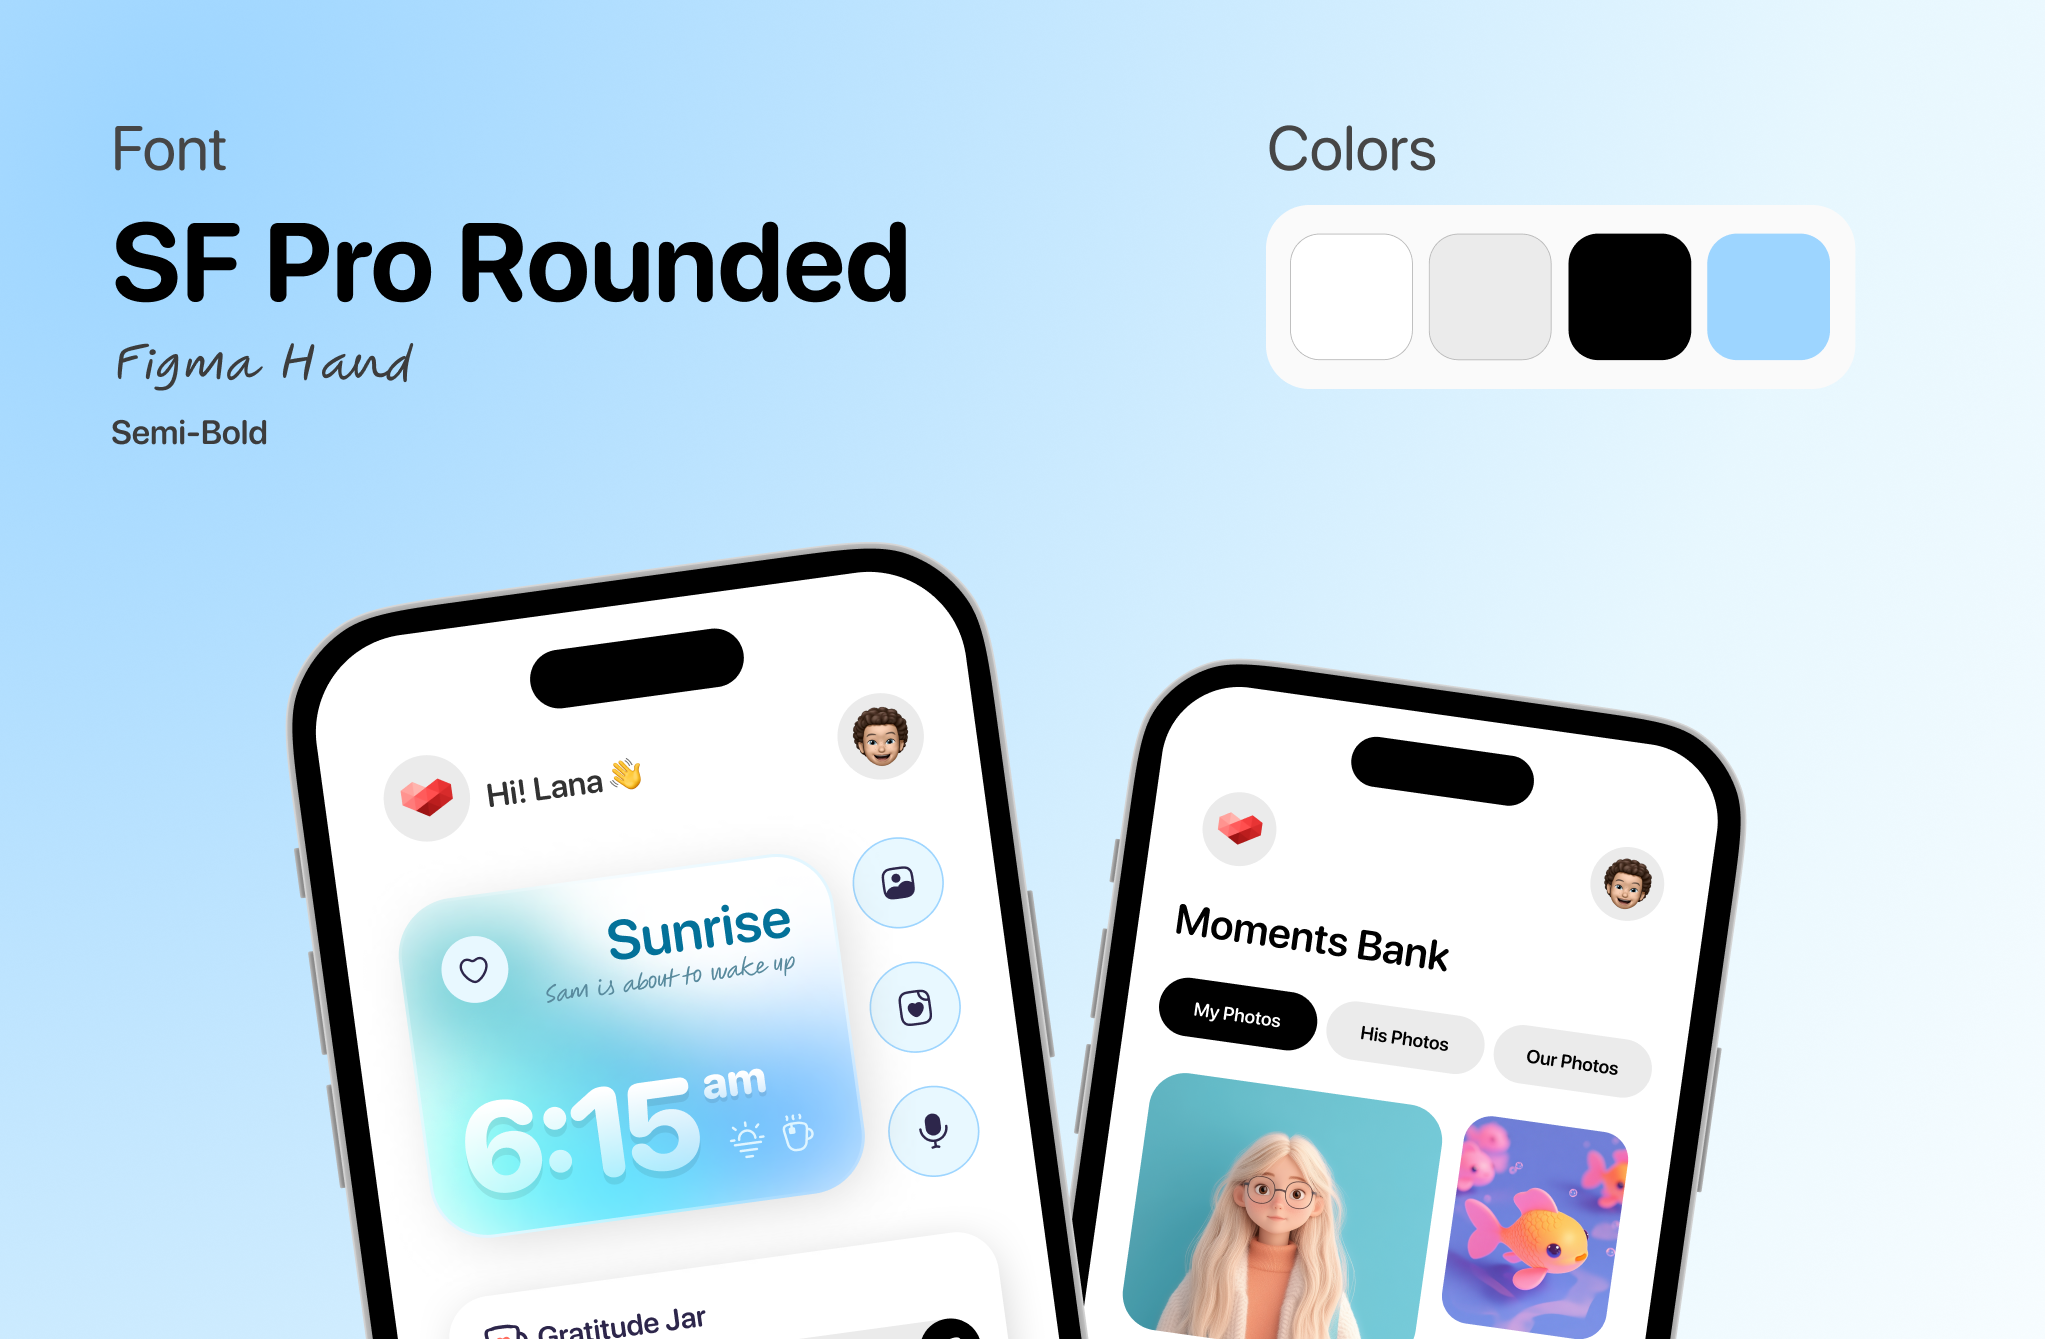 Font
SF Pro Rounded
Figma Hand
Semi-Bold
Colors
Hi! Lana 👋
Sunrise
Sam is about to wake up
6:15 am
Gratitude Jar
Moments Bank
My Photos
His Photos
Our Photos